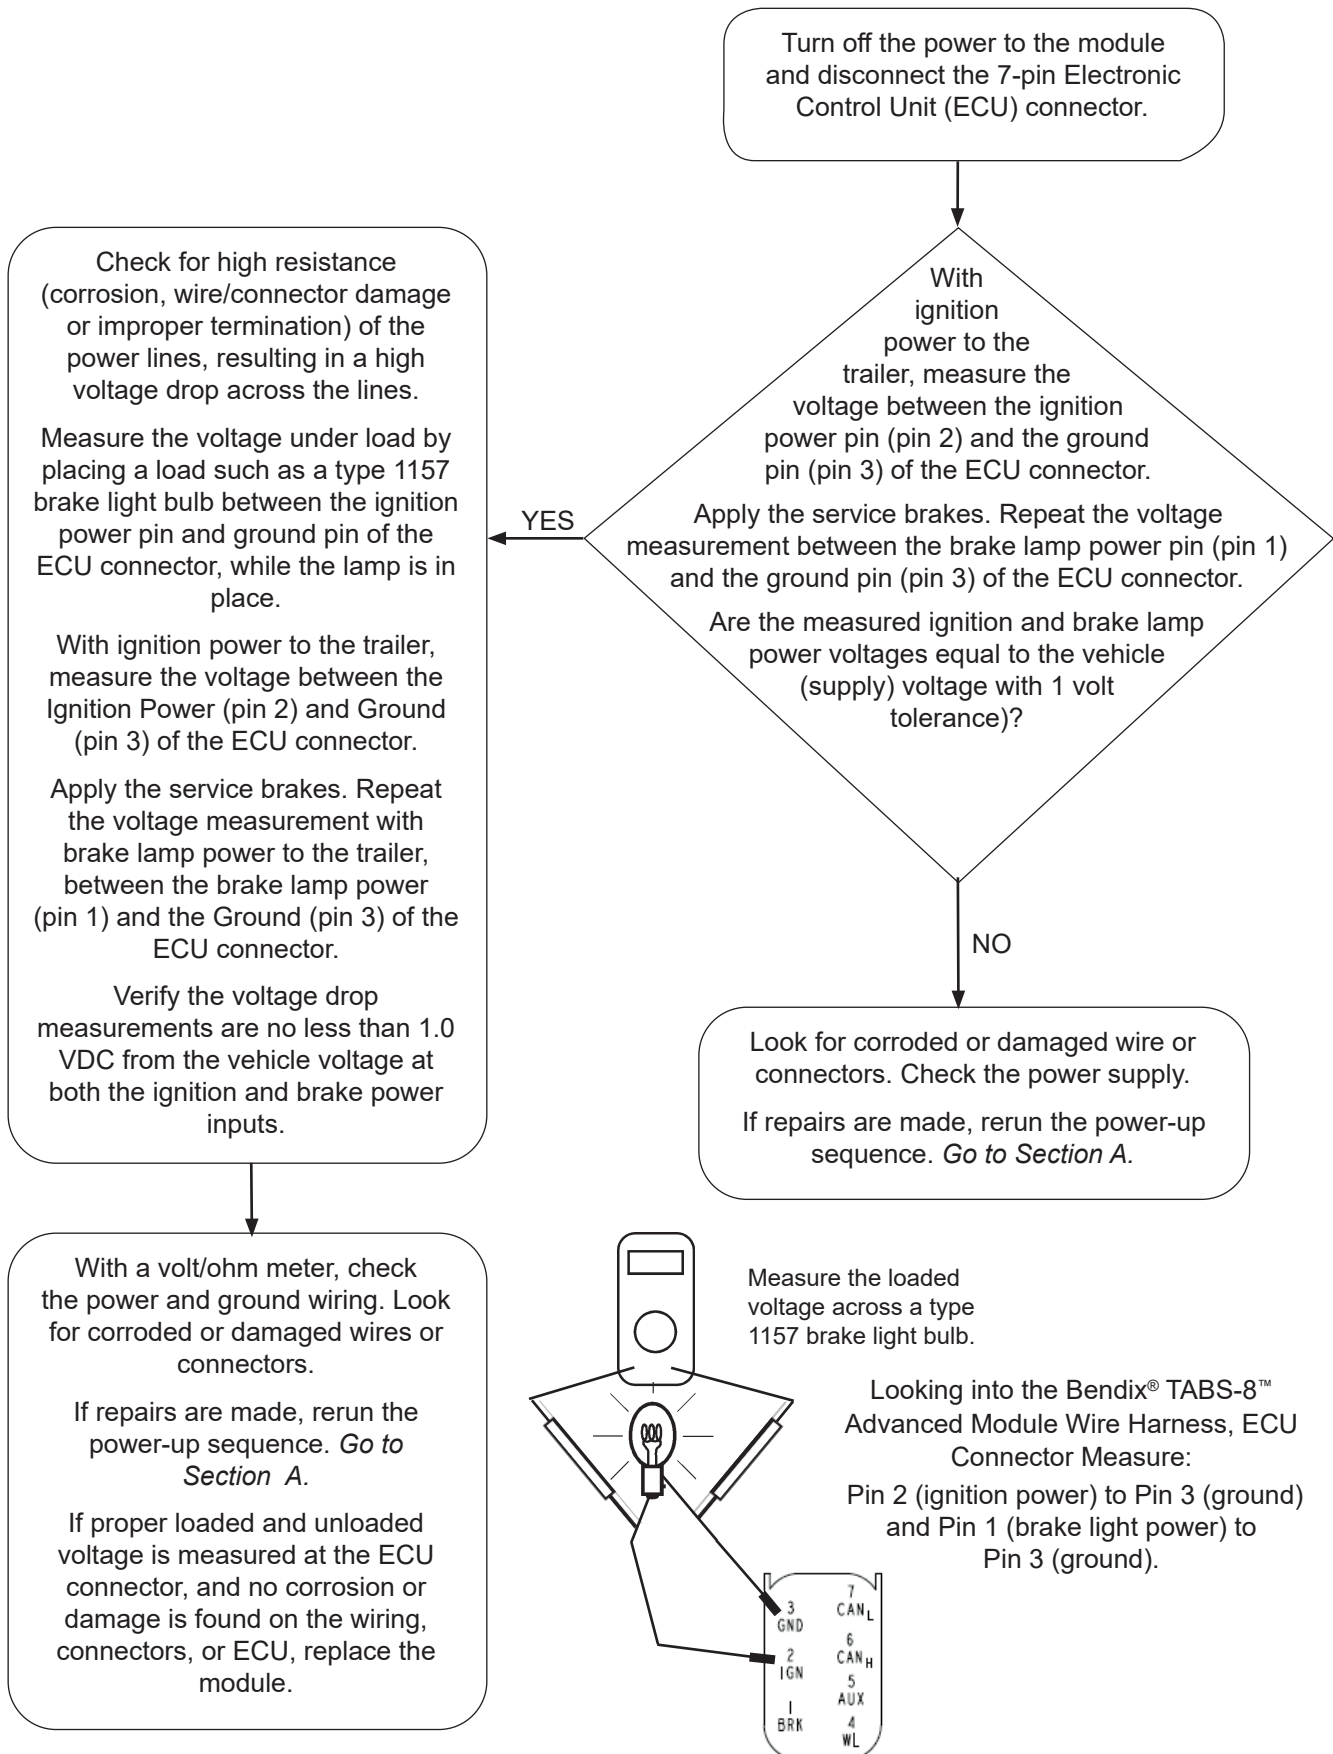 Turn off the power to the module
and disconnect the 7-pin Electronic
Control Unit (ECU) connector.
With
ignition
power to the
trailer, measure the
voltage between the ignition
power pin (pin 2) and the ground
pin (pin 3) of the ECU connector.
Apply the service brakes. Repeat the voltage
measurement between the brake lamp power pin (pin 1)
and the ground pin (pin 3) of the ECU connector.
Are the measured ignition and brake lamp
power voltages equal to the vehicle
(supply) voltage with 1 volt
tolerance)?
YES
Check for high resistance
(corrosion, wire/connector damage
or improper termination) of the
power lines, resulting in a high
voltage drop across the lines.
Measure the voltage under load by
placing a load such as a type 1157
brake light bulb between the ignition
power pin and ground pin of the
ECU connector, while the lamp is in
place.
With ignition power to the trailer,
measure the voltage between the
Ignition Power (pin 2) and Ground
(pin 3) of the ECU connector.
Apply the service brakes. Repeat
the voltage measurement with
brake lamp power to the trailer,
between the brake lamp power
(pin 1) and the Ground (pin 3) of the
ECU connector.
Verify the voltage drop
measurements are no less than 1.0
VDC from the vehicle voltage at
both the ignition and brake power
inputs.
NO
Look for corroded or damaged wire or
connectors. Check the power supply.
If repairs are made, rerun the power-up
sequence. Go to Section A.
With a volt/ohm meter, check
the power and ground wiring. Look
for corroded or damaged wires or
connectors.
If repairs are made, rerun the
power-up sequence. Go to
Section A.
If proper loaded and unloaded
voltage is measured at the ECU
connector, and no corrosion or
damage is found on the wiring,
connectors, or ECU, replace the
module.
Measure the loaded
voltage across a type
1157 brake light bulb.
Looking into the Bendix® TABS-8™
Advanced Module Wire Harness, ECU
Connector Measure:
Pin 2 (ignition power) to Pin 3 (ground)
and Pin 1 (brake light power) to
Pin 3 (ground).
3
GND
2
IGN
1
BRK
7
CANL
6
CANH
5
AUX
4
WL